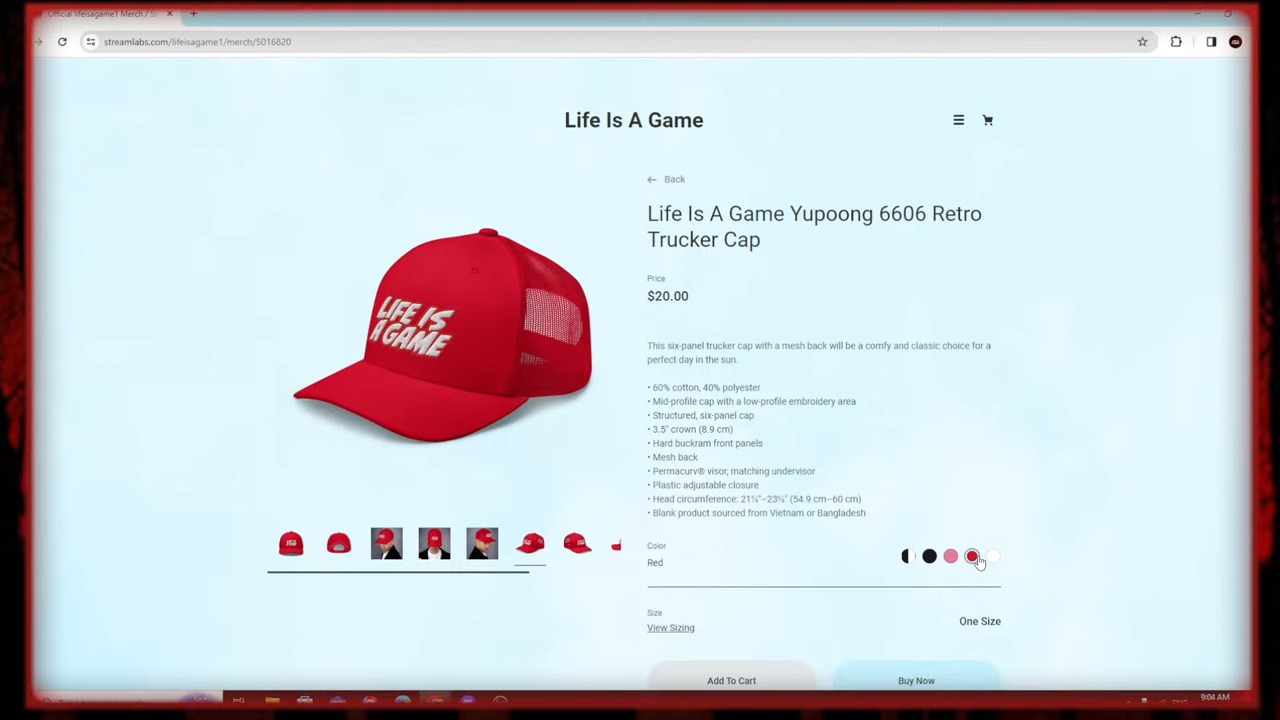 Official lifeisagame1 Merch / S
streamlabs.com/lifeisagame1/merch/5016820
Life Is A Game
Back
Life Is A Game Yupoong 6606 Retro
Trucker Cap
Price
$20.00
This six-panel trucker cap with a mesh back will be a comfy and classic choice for a
perfect day in the sun.
• 60% cotton, 40% polyester
• Mid-profile cap with a low-profile embroidery area
• Structured, six-panel cap
• 3.5" crown (8.9 cm)
• Hard buckram front panels
• Mesh back
• Permacurv® visor, matching undervisor
• Plastic adjustable closure
• Head circumference: 21⅝"–23⅝" (54.9 cm–60 cm)
• Blank product sourced from Vietnam or Bangladesh
LIFE IS
A GAME
Color
Red
Size
View Sizing
One Size
Add To Cart
Buy Now
ENG
9:04 AM